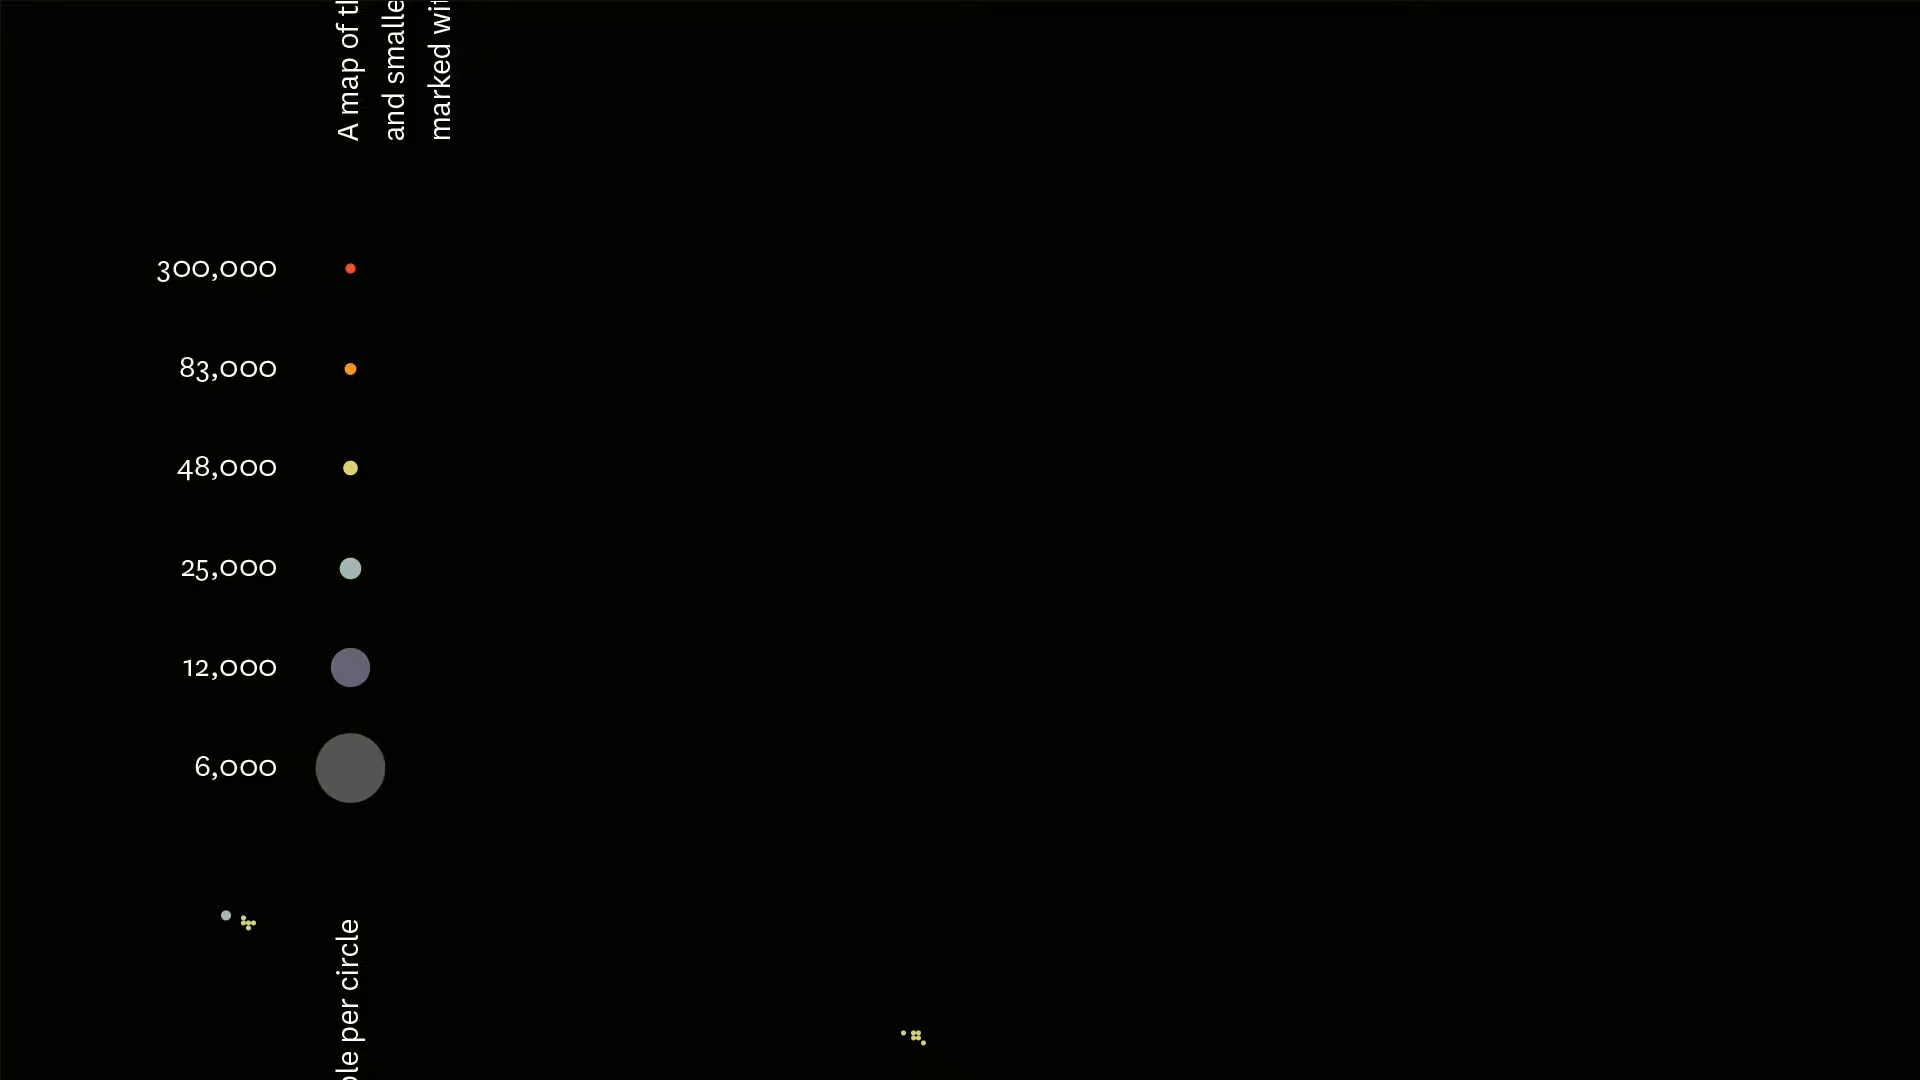 A map of
and smalle
marked wi
300,000
83,000
48,000
25,000
12,000
6,000
ple per circle